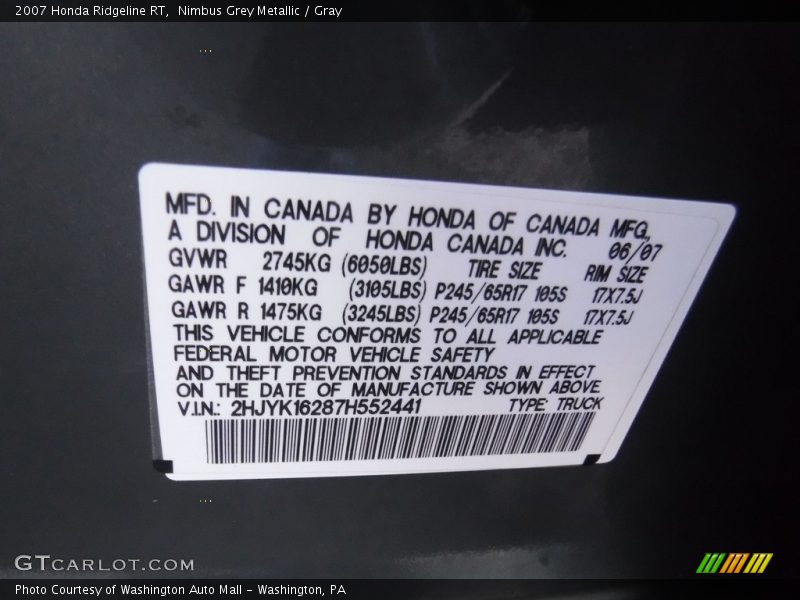 2007 Honda Ridgeline RT,  Nimbus Grey Metallic / Gray
MFD. IN CANADA BY HONDA OF CANADA MFG.,
A DIVISION OF HONDA CANADA INC. 06/07
GVWR 2745KG (6050LBS) TIRE SIZE RIM SIZE
GAWR F 1410KG (3105LBS) P245/65R17 105S 17X7.5J
GAWR R 1475KG (3245LBS) P245/65R17 105S 17X7.5J
THIS VEHICLE CONFORMS TO ALL APPLICABLE
FEDERAL MOTOR VEHICLE SAFETY
AND THEFT PREVENTION STANDARDS IN EFFECT
ON THE DATE OF MANUFACTURE SHOWN ABOVE.
V.I.N.: 2HJYK16287H552441 TYPE: TRUCK
GTCARLOT.COM
Photo Courtesy of Washington Auto Mall - Washington, PA